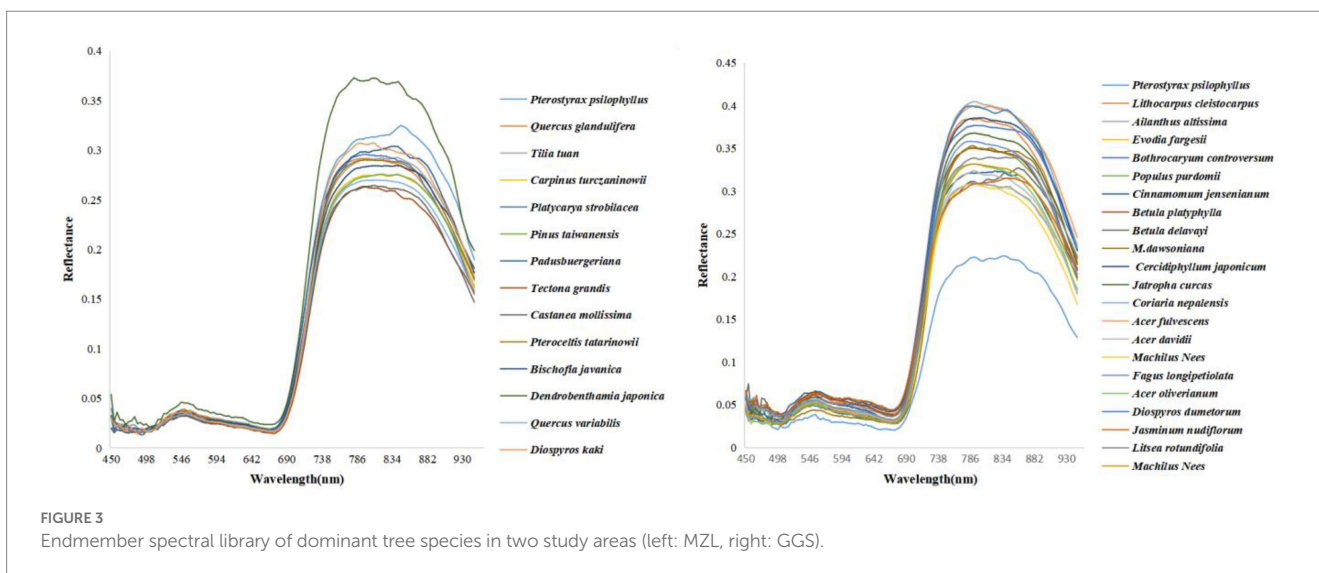 0.4
0.35
0.3
0.25
0.2
0.15
0.1
0.05
0
Reflectance
450 498 546 594 642 690 738 786 834 882 930
Wavelength(nm)
Pterostyrax psilophyllus
Quercus glandulifera
Tilia tuan
Carpinus turczaninowii
Platycarya strobilacea
Pinus taiwanensis
Padusbuergeriana
Tectona grandis
Castanea mollissima
Pteroceltis tatarinowii
Bischofla javanica
Dendrobenthamia japonica
Quercus variabilis
Diospyros kaki
0.45
0.4
0.35
0.3
0.25
0.2
0.15
0.1
0.05
0
Reflectance
450 498 546 594 642 690 738 786 834 882 930
Wavelength(nm)
Pterostyrax psilophyllus
Lithocarpus cleistocarpus
Ailanthus altissima
Evodia fargesii
Bothrocaryum controversum
Populus purdomii
Cinnamomum jensenianum
Betula platyphylla
Betula delavayi
M.dawsoniana
Cercidiphyllum japonicum
Jatropha curcas
Coriaria nepalensis
Acer fulvescens
Acer davidii
Machilus Nees
Fagus longipetiolata
Acer oliverianum
Diospyros dumetorum
Jasminum nudiflorum
Litsea rotundifolia
Machilus Nees
FIGURE 3
Endmember spectral library of dominant tree species in two study areas (left: MZL, right: GGS).